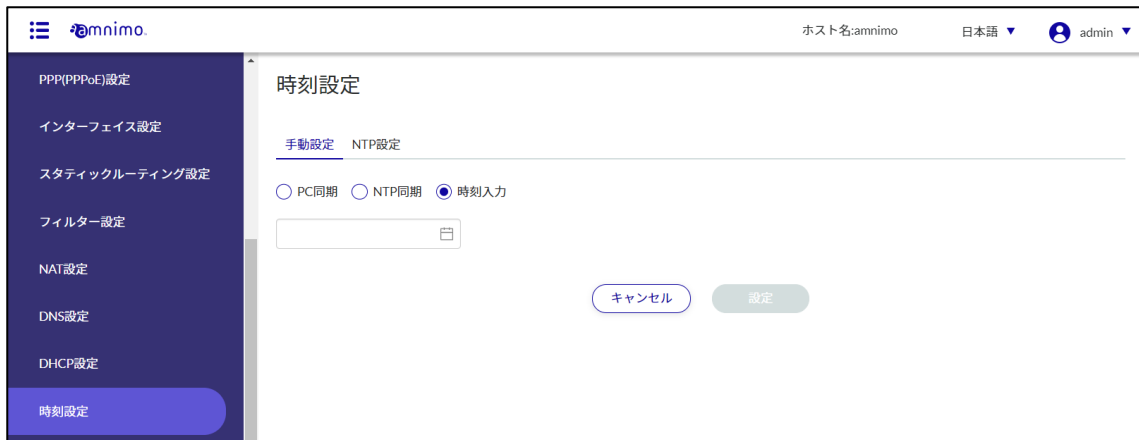 amnimo.
ホスト名:amnimo
日本語 ▼
admin ▼
PPP(PPPoE)設定
インターフェイス設定
スタティックルーティング設定
フィルター設定
NAT設定
DNS設定
DHCP設定
時刻設定
時刻設定
手動設定 NTP設定
PC同期 NTP同期 時刻入力
キャンセル 設定